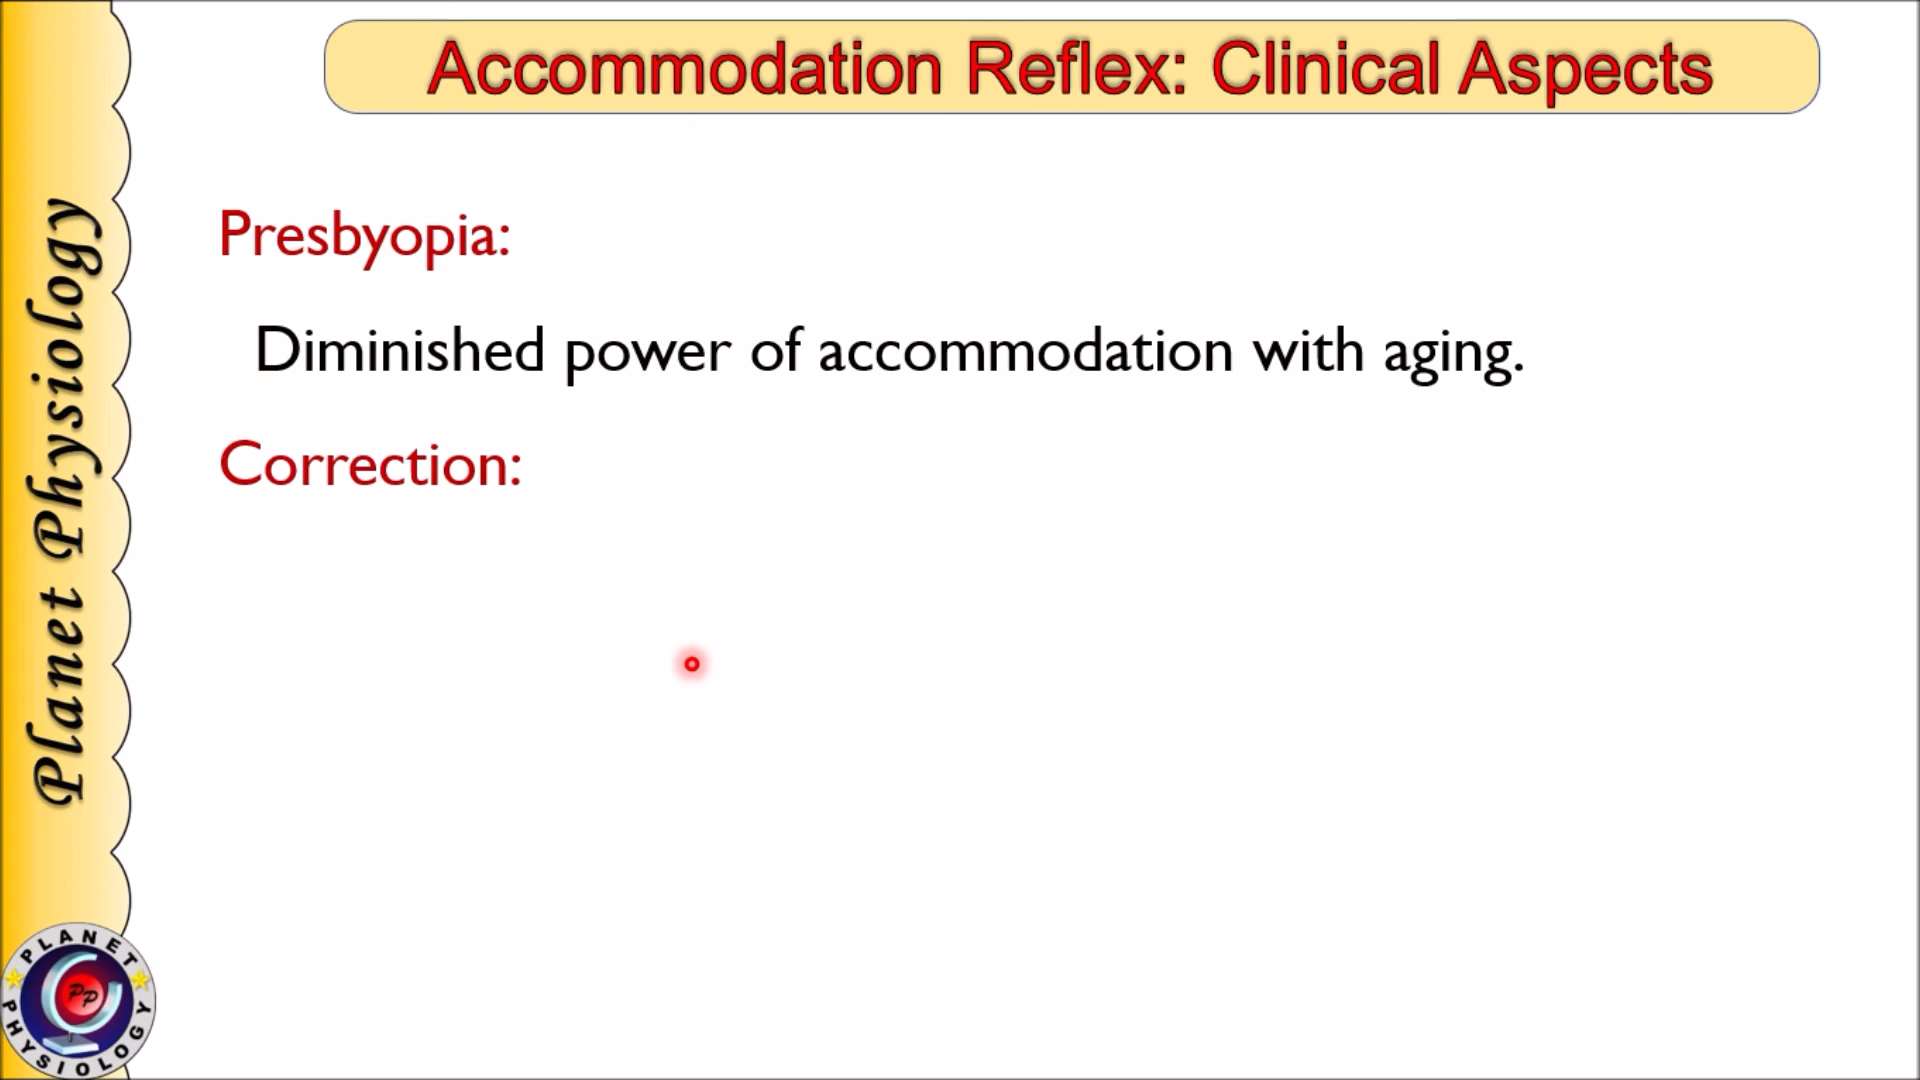 Accommodation Reflex: Clinical Aspects
Presbyopia:
Diminished power of accommodation with aging.
Correction:
Planet Physiology
PLANET
PP
PHYSIOLOGY